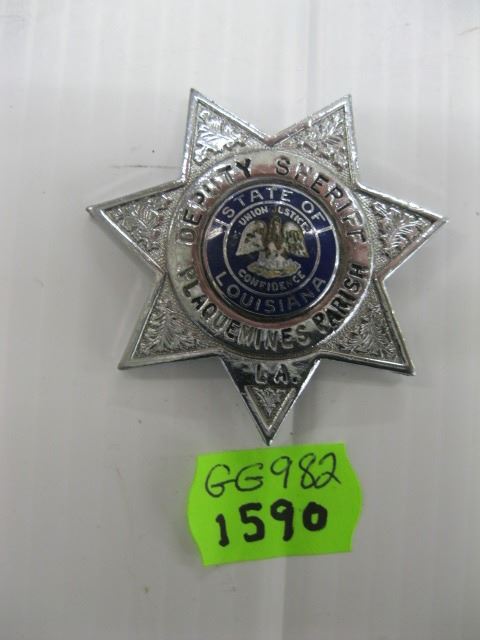 DEPUTY SHERIFF
STATE OF
UNION JUSTICE
CONFIDENCE
LOUISIANA
PLAQUEMINES PARISH
LA.
GG982
1590